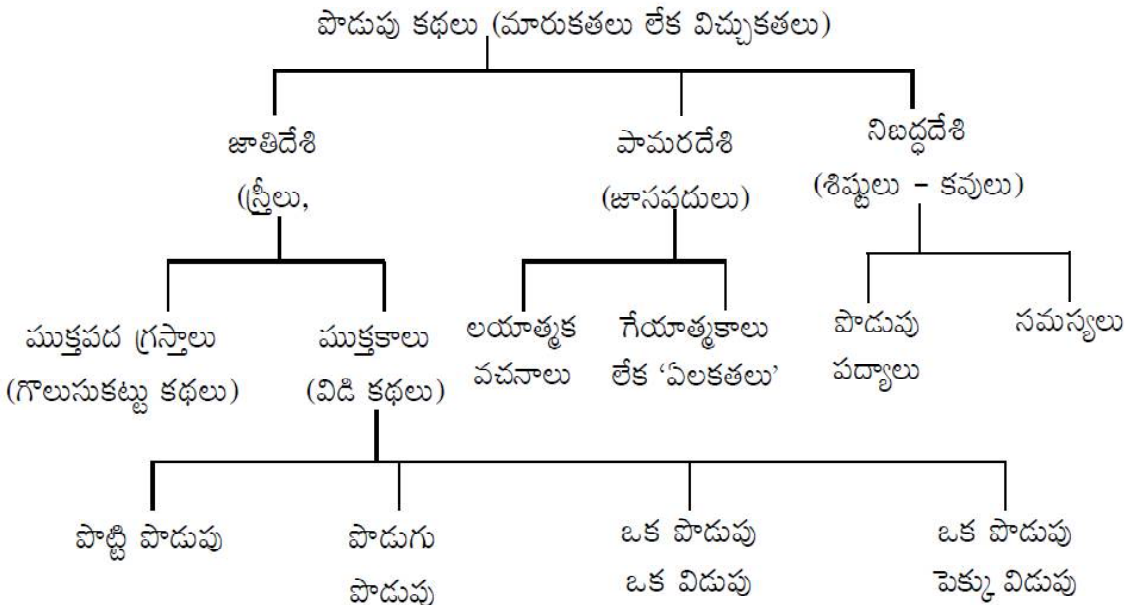 పొడుపు కథలు (మారుకతలు లేక విచ్చుకతలు)
జాతిదేశి
(స్త్రీలు,
పామరదేశి
(జాసపదులు)
నిబద్ధదేశి
(శిష్టులు - కవులు)
ముక్తపద గ్రస్తాలు
(గొలుసుకట్టు కథలు)
ముక్తకాలు
(విడి కథలు)
లయాత్మక
వచనాలు
గేయాత్మకాలు
లేక ‘ఏలకతలు’
పొడుపు
పద్యాలు
సమస్యలు
పొట్టి పొడుపు
పొడుగు
పొడుపు
ఒక పొడుపు
ఒక విడుపు
ఒక పొడుపు
పెక్కు విడుపు